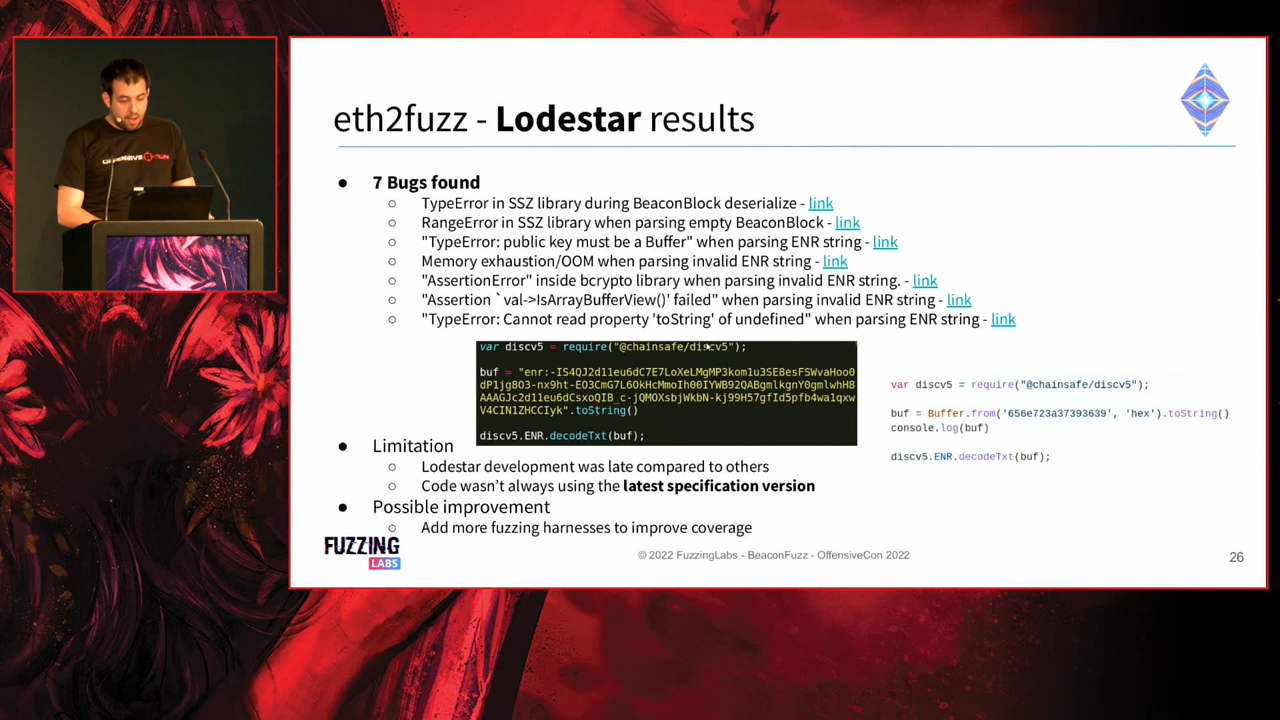 eth2fuzz - Lodestar results
● 7 Bugs found
○ TypeError in SSZ library during BeaconBlock deserialize - link
○ RangeError in SSZ library when parsing empty BeaconBlock - link
○ "TypeError: public key must be a Buffer" when parsing ENR string - link
○ Memory exhaustion/OOM when parsing invalid ENR string - link
○ "AssertionError" inside bcrypto library when parsing invalid ENR string. - link
○ "Assertion `val->IsArrayBufferView()' failed" when parsing invalid ENR string - link
○ "TypeError: Cannot read property 'toString' of undefined" when parsing ENR string - link
var discv5 = require("@chainsafe/discv5");
buf = "enr:-IS4QJ2d11eu6dC7E7LoXeLMgMP3kom1u3SE8esFSWvaHoo0
dP1jg8O3-nx9ht-EO3CmG7L6OkHcMmoIh00IYWB92QABgmlkgnY0gmlwhH8
AAAGJc2d11eu6dCsxoQIB_c-jQMOXsbjWkbN-kj99H57gfId5pfb4wa1qxw
V4CIN1ZHCCIyk".toString()
discv5.ENR.decodeTxt(buf);
var discv5 = require("@chainsafe/discv5");
buf = Buffer.from('656e723a37393639', 'hex').toString()
console.log(buf)
discv5.ENR.decodeTxt(buf);
● Limitation
○ Lodestar development was late compared to others
○ Code wasn't always using the latest specification version
● Possible improvement
○ Add more fuzzing harnesses to improve coverage
FUZZING
LABS
© 2022 FuzzingLabs - BeaconFuzz - OffensiveCon 2022
26